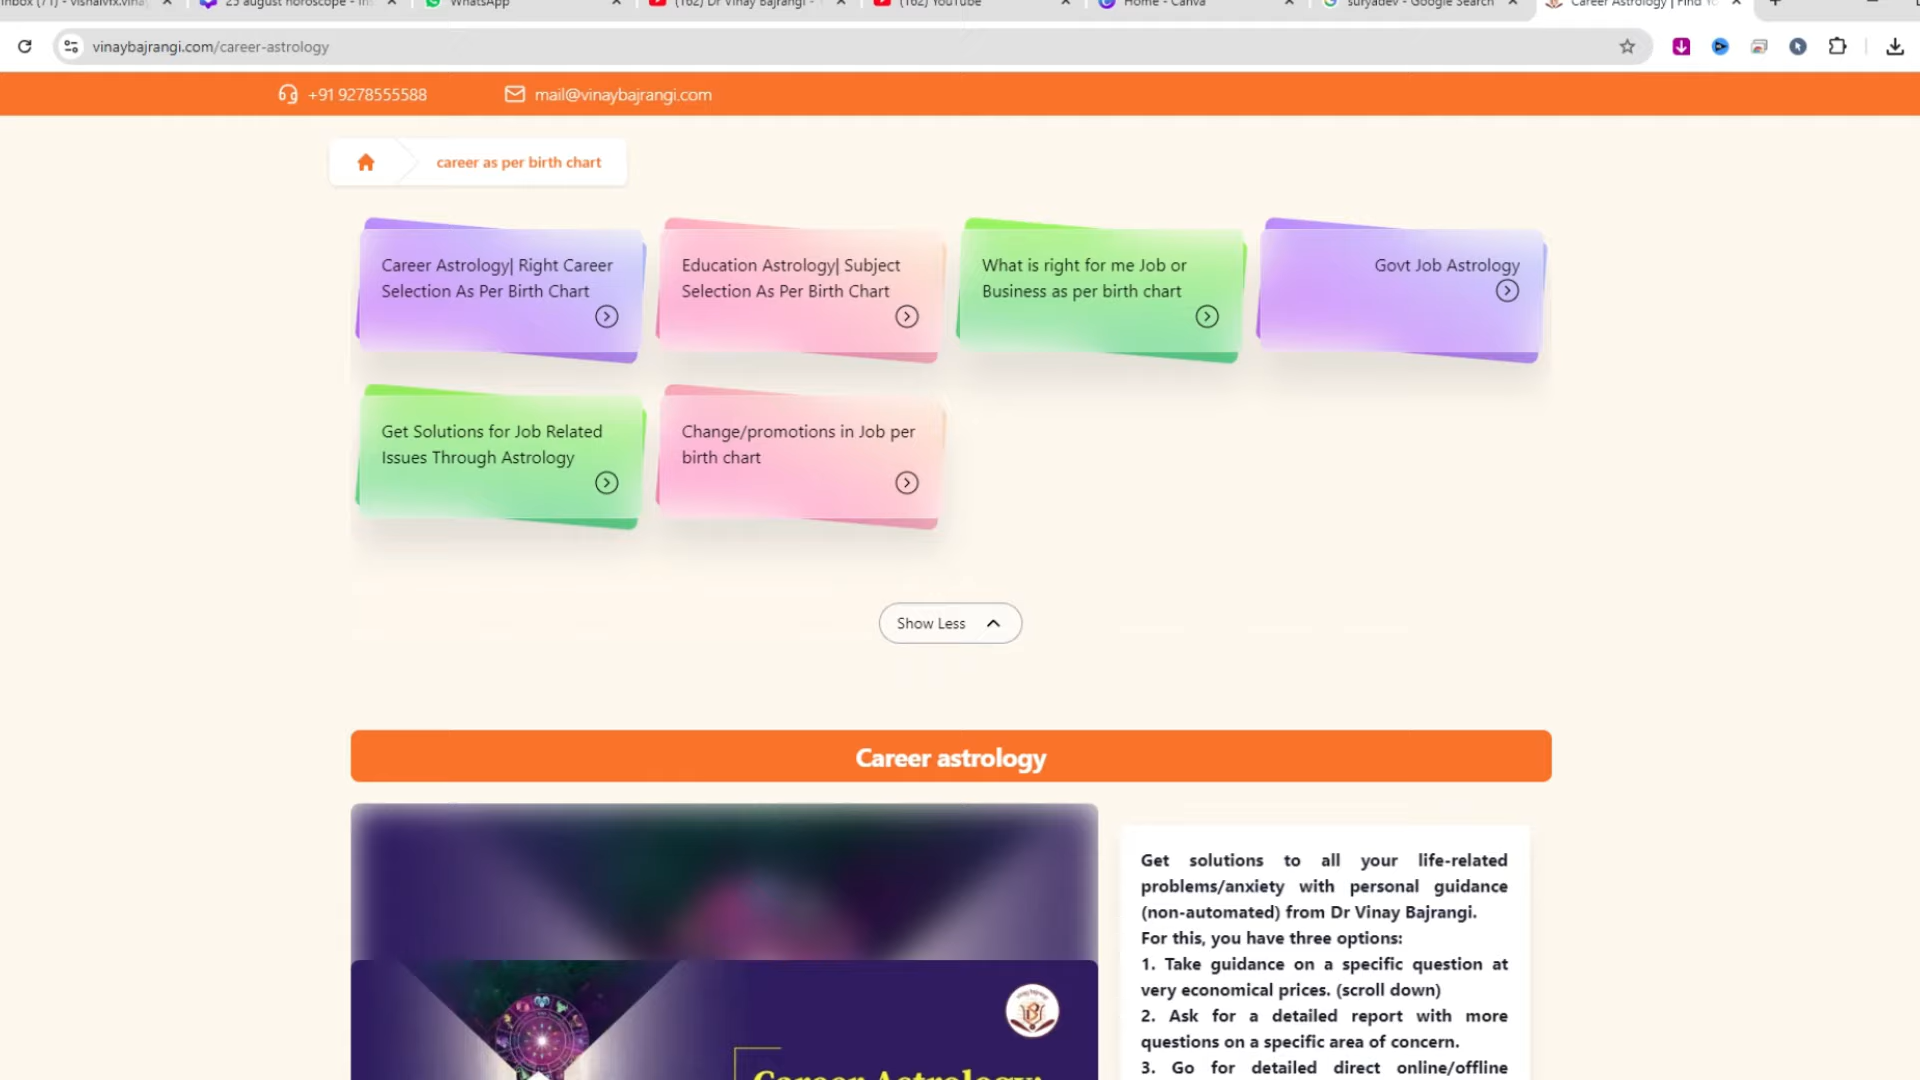 Inbox (71) - vishalvfx.vinay
25 august horoscope - In
WhatsApp
(162) Dr Vinay Bajrangi -
(162) YouTube
Home - Canva
suryadev - Google Search
Career Astrology | Find Yo
vinaybajrangi.com/career-astrology
+91 9278555588
mail@vinaybajrangi.com
career as per birth chart
Career Astrology| Right Career
Selection As Per Birth Chart
Education Astrology| Subject
Selection As Per Birth Chart
What is right for me Job or
Business as per birth chart
Govt Job Astrology
Get Solutions for Job Related
Issues Through Astrology
Change/promotions in Job per
birth chart
Show Less
Career astrology
Get solutions to all your life-related
problems/anxiety with personal guidance
(non-automated) from Dr Vinay Bajrangi.
For this, you have three options:
1. Take guidance on a specific question at
very economical prices. (scroll down)
2. Ask for a detailed report with more
questions on a specific area of concern.
3. Go for detailed direct online/offline
Career Astrology: